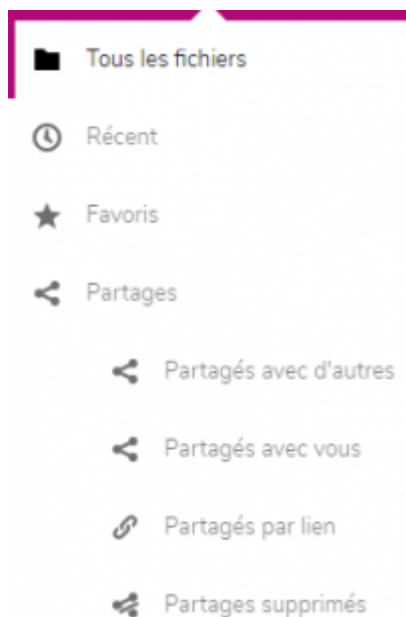 Tous les fichiers
Récent
Favoris
Partages
Partagés avec d'autres
Partagés avec vous
Partagés par lien
Partages supprimés